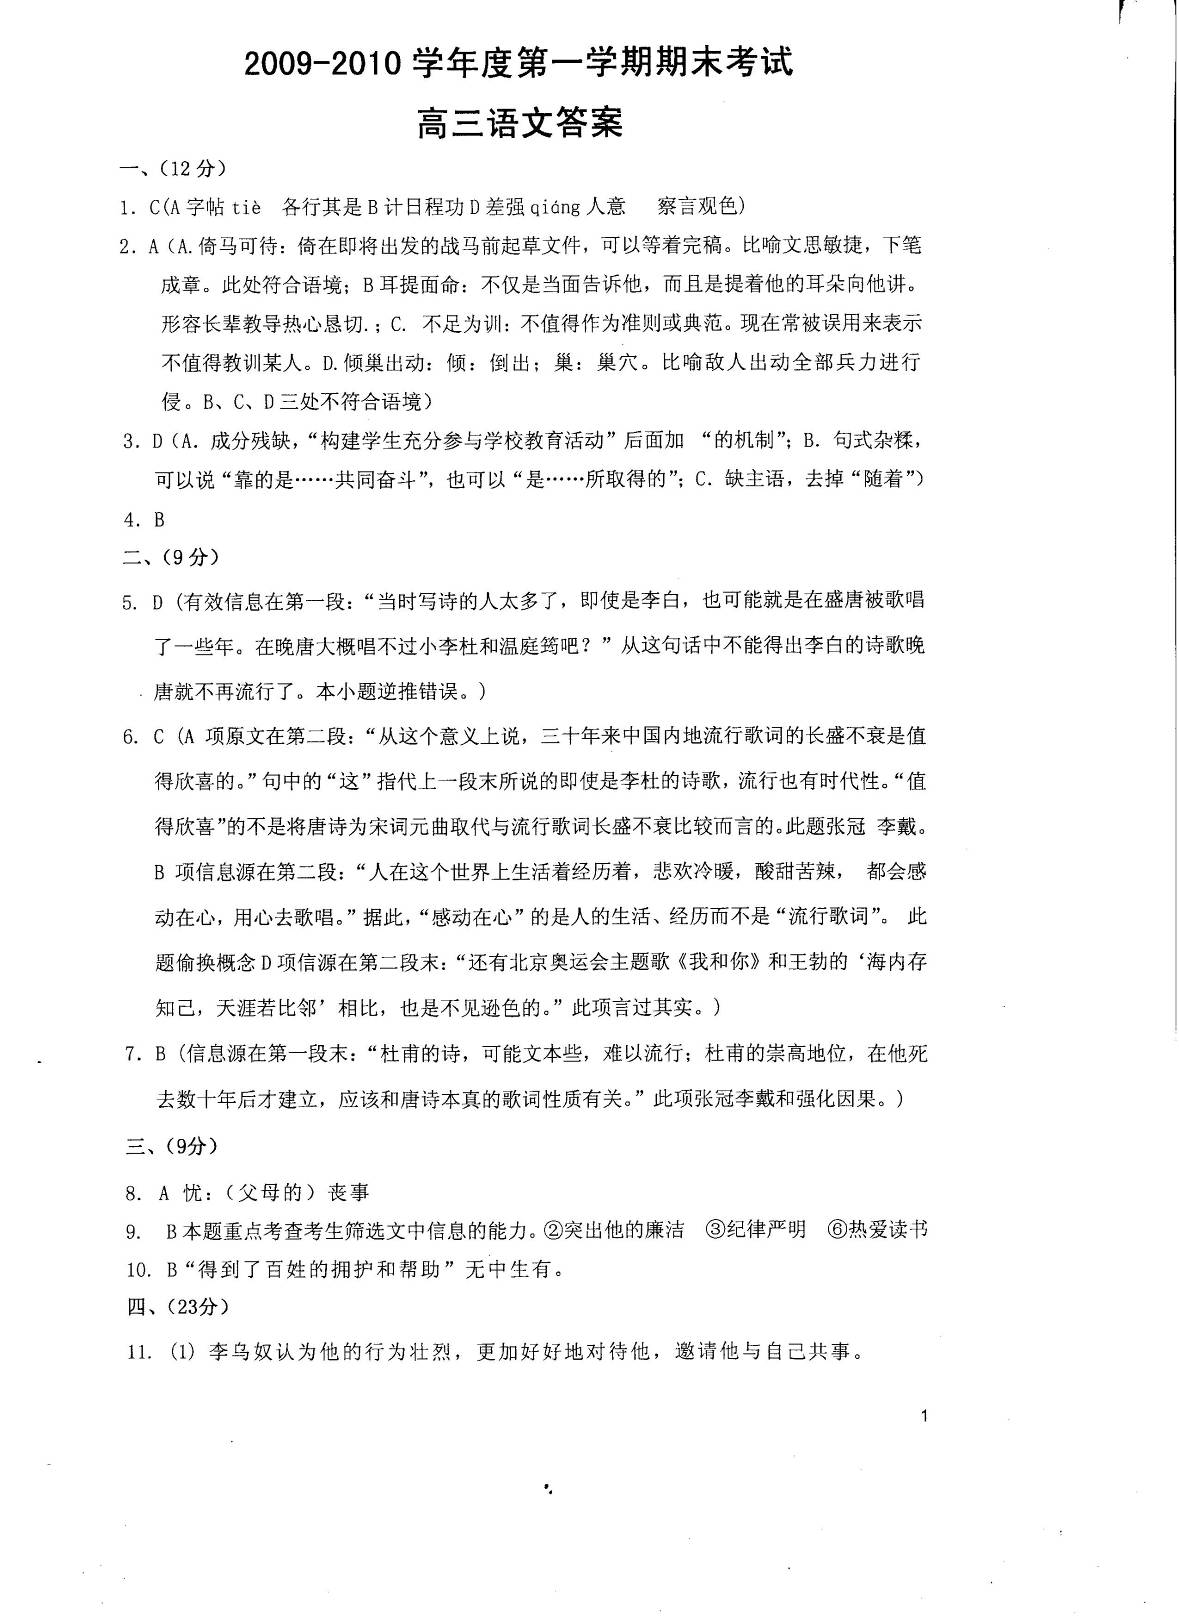 2009-2010 学年度第一学期期末考试
高三语文答案
一、（12 分）
1. C(A 字帖 tiè　各行其是 B 计日程功 D 差强 qiáng 人意　察言观色)
2. A（A. 倚马可待：倚在即将出发的战马前起草文件，可以等着完稿。比喻文思敏捷，下笔
成章。此处符合语境；B 耳提面命：不仅是当面告诉他，而且是提着他的耳朵向他讲。
形容长辈教导热心恳切.；C. 不足为训：不值得作为准则或典范。现在常被误用来表示
不值得教训某人。D. 倾巢出动：倾：倒出；巢：巢穴。比喻敌人出动全部兵力进行
侵。B、C、D 三处不符合语境）
3. D（A. 成分残缺，“构建学生充分参与学校教育活动”后面加 “的机制”；B. 句式杂糅，
可以说“靠的是……共同奋斗”，也可以“是……所取得的”；C. 缺主语，去掉“随着”）
4. B
二、（9 分）
5. D (有效信息在第一段：“当时写诗的人太多了，即使是李白，也可能就是在盛唐被歌唱
了一些年。在晚唐大概唱不过小李杜和温庭筠吧？”从这句话中不能得出李白的诗歌晚
唐就不再流行了。本小题逆推错误。)
6. C (A 项原文在第二段：“从这个意义上说，三十年来中国内地流行歌词的长盛不衰是值
得欣喜的。”句中的“这”指代上一段末所说的即使是李杜的诗歌，流行也有时代性。“值
得欣喜”的不是将唐诗为宋词元曲取代与流行歌词长盛不衰比较而言的。此题张冠 李戴。
B 项信息源在第二段：“人在这个世界上生活着经历着，悲欢冷暖，酸甜苦辣， 都会感
动在心，用心去歌唱。”据此，“感动在心”的是人的生活、经历而不是“流行歌词”。 此
题偷换概念 D 项信源在第二段末：“还有北京奥运会主题歌《我和你》和王勃的‘海内存
知己，天涯若比邻’相比，也是不见逊色的。”此项言过其实。)
7. B (信息源在第一段末：“杜甫的诗，可能文本些，难以流行；杜甫的崇高地位，在他死
去数十年后才建立，应该和唐诗本真的歌词性质有关。”此项张冠李戴和强化因果。)
三、（9分）
8. A 忧：（父母的）丧事
9. B 本题重点考查考生筛选文中信息的能力。②突出他的廉洁　③纪律严明　⑥热爱读书
10. B“得到了百姓的拥护和帮助”无中生有。
四、（23分）
11. (1) 李乌奴认为他的行为壮烈，更加好好地对待他，邀请他与自己共事。
1